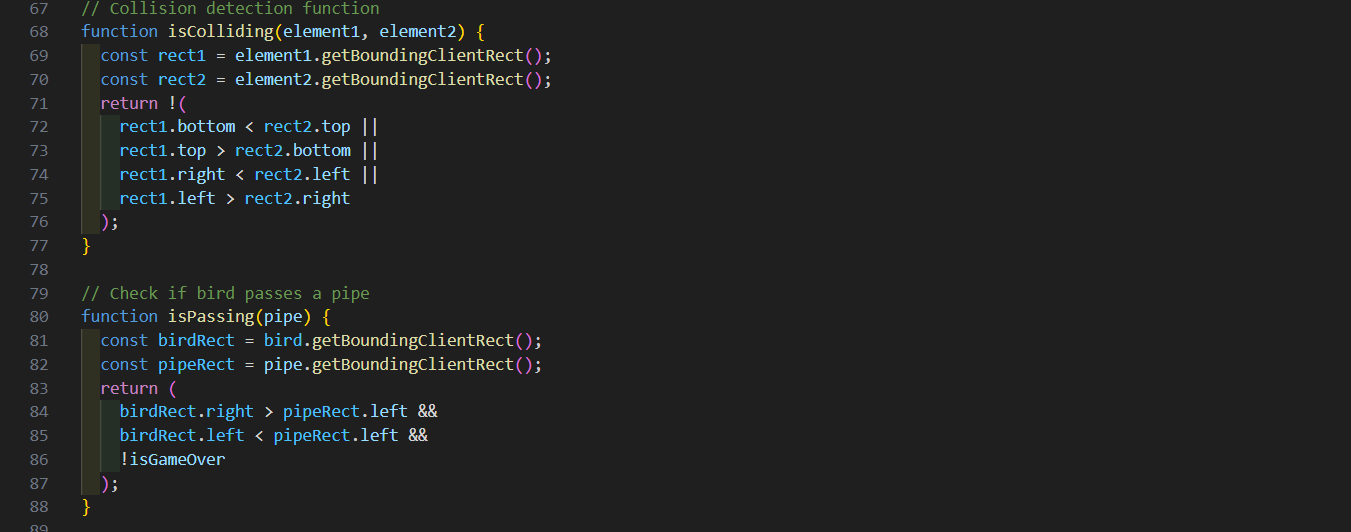 67 // Collision detection function
68 function isColliding(element1, element2) {
69 const rect1 = element1.getBoundingClientRect();
70 const rect2 = element2.getBoundingClientRect();
71 return !(
72 rect1.bottom < rect2.top ||
73 rect1.top > rect2.bottom ||
74 rect1.right < rect2.left ||
75 rect1.left > rect2.right
76 );
77 }
78
79 // Check if bird passes a pipe
80 function isPassing(pipe) {
81 const birdRect = bird.getBoundingClientRect();
82 const pipeRect = pipe.getBoundingClientRect();
83 return (
84 birdRect.right > pipeRect.left &&
85 birdRect.left < pipeRect.left &&
86 !isGameOver
87 );
88 }
89